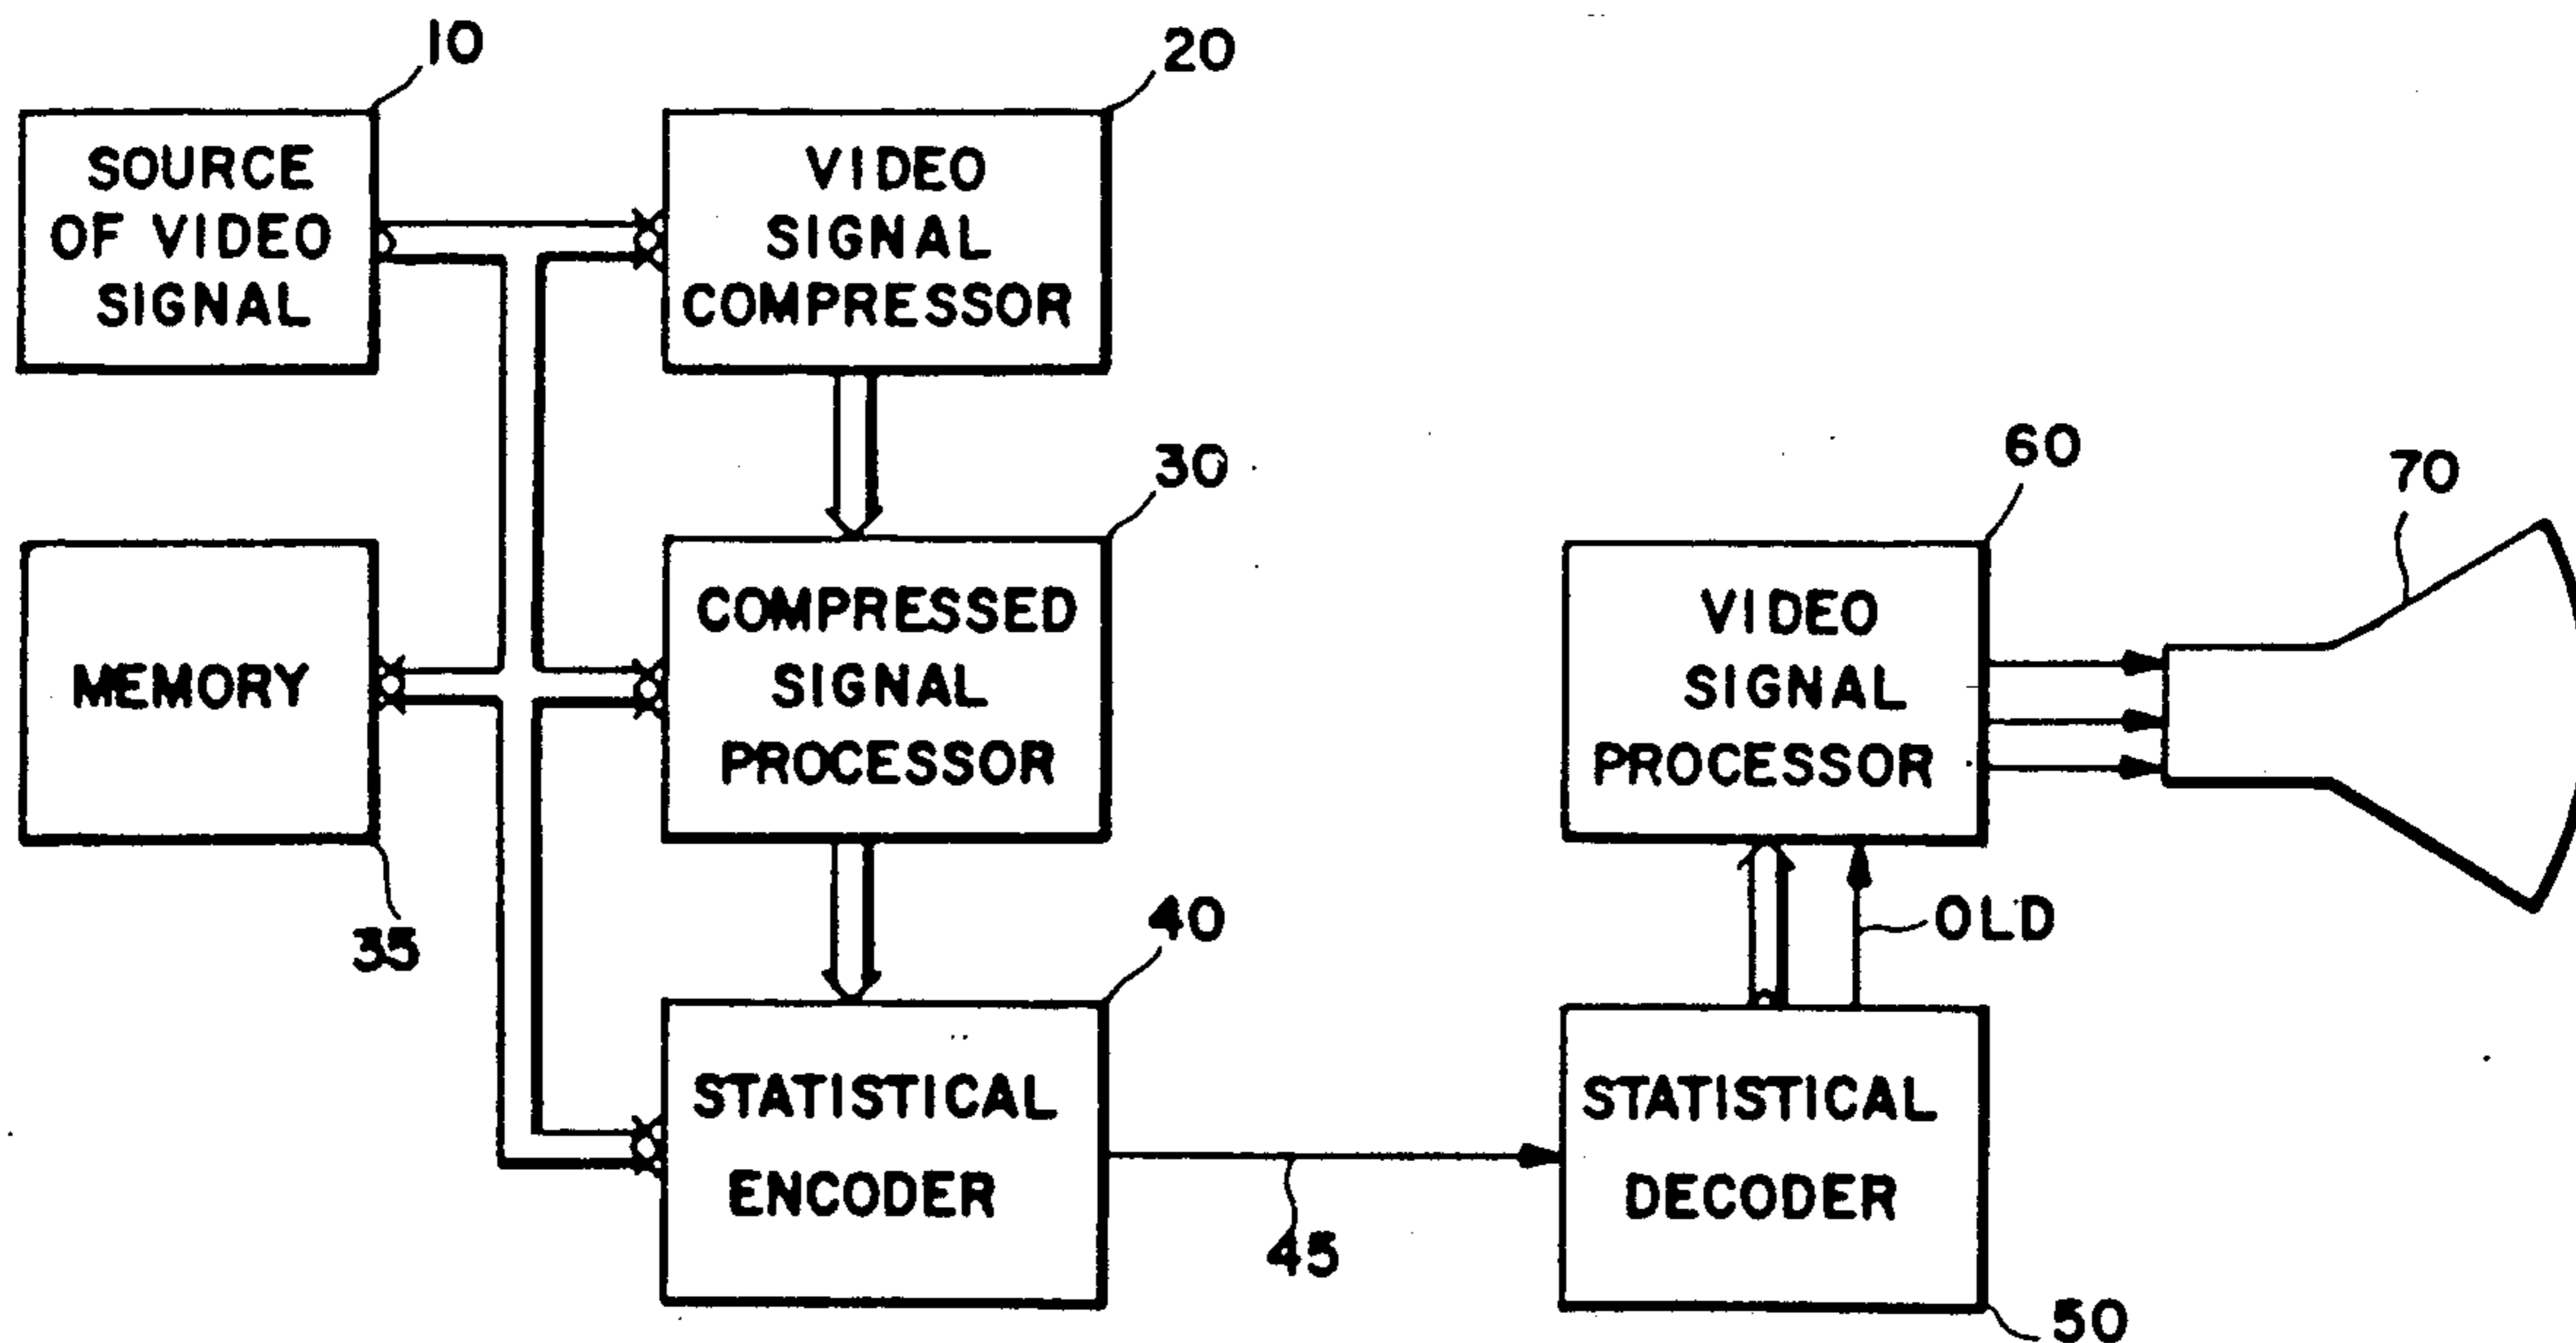 10
SOURCE
OF VIDEO
SIGNAL
20
VIDEO
SIGNAL
COMPRESSOR
30
COMPRESSED
SIGNAL
PROCESSOR
MEMORY
35
40
STATISTICAL
ENCODER
45
60
VIDEO
SIGNAL
PROCESSOR
70
OLD
STATISTICAL
DECODER
50